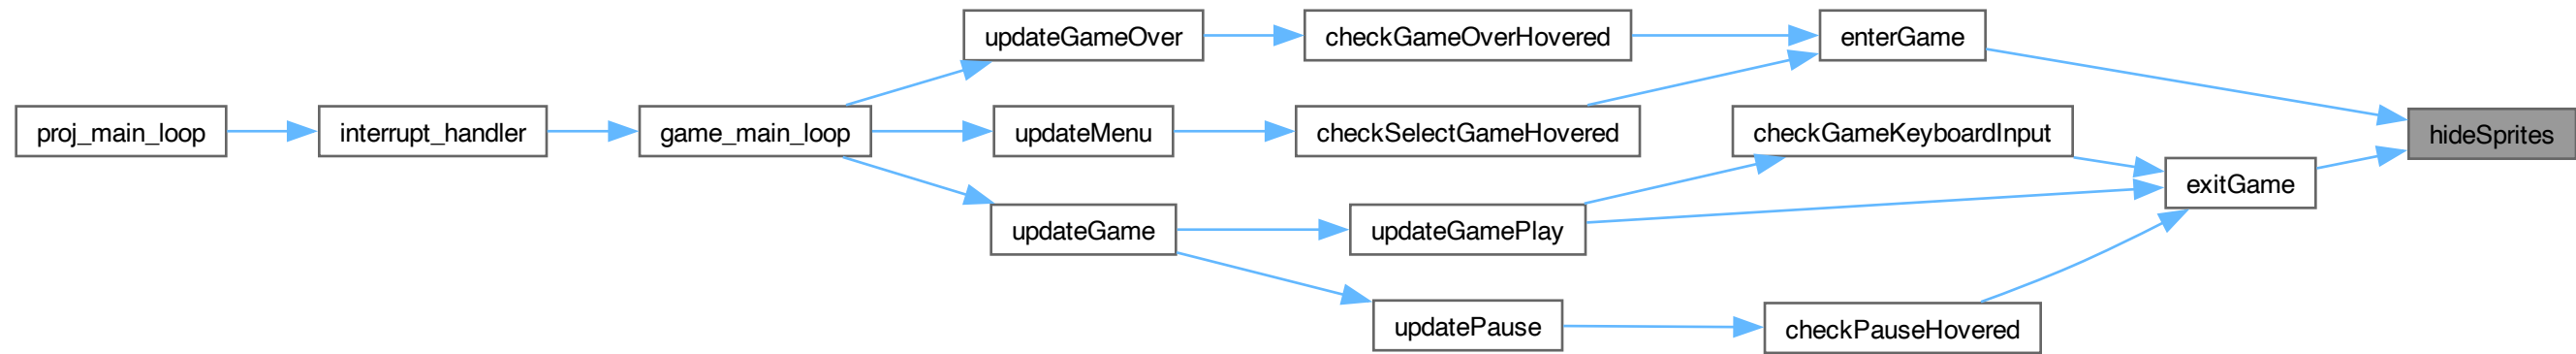 updateGameOver
checkGameOverHovered
enterGame
proj_main_loop
interrupt_handler
game_main_loop
updateMenu
checkSelectGameHovered
checkGameKeyboardInput
hideSprites
exitGame
updateGame
updateGamePlay
updatePause
checkPauseHovered